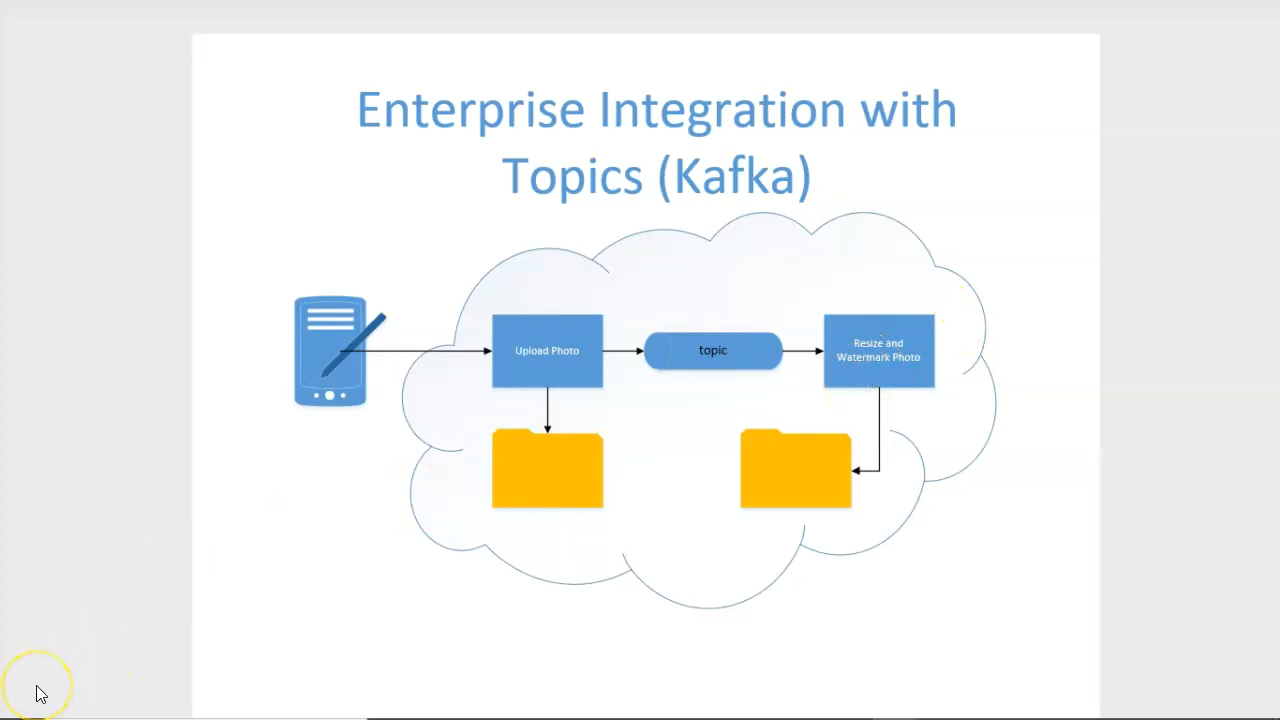 Enterprise Integration with
Topics (Kafka)
Upload Photo
topic
Resize and
Watermark Photo